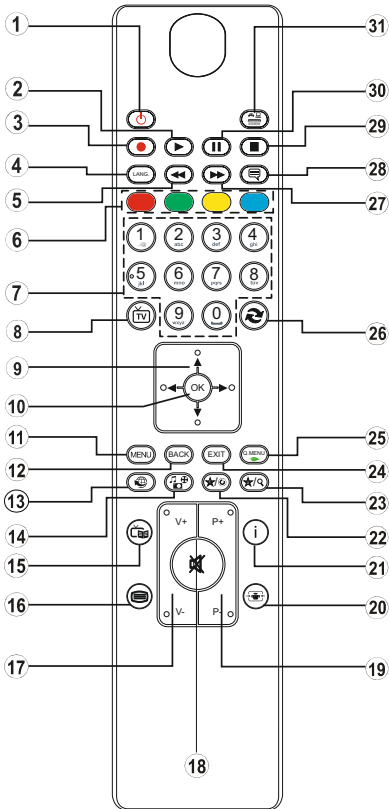 1
31
2
30
3
29
4
LANG.
28
5
27
6
1
2
abc
3
def
4
ghi
7
5
jkl
6
mno
7
pqrs
8
tuv
8
TV
9
wxyz
0
26
9
10
OK
11
MENU
BACK
EXIT
Q.MENU
25
12
24
13
23
14
22
V+
P+
15
i
21
16
20
V-
P-
17
19
18